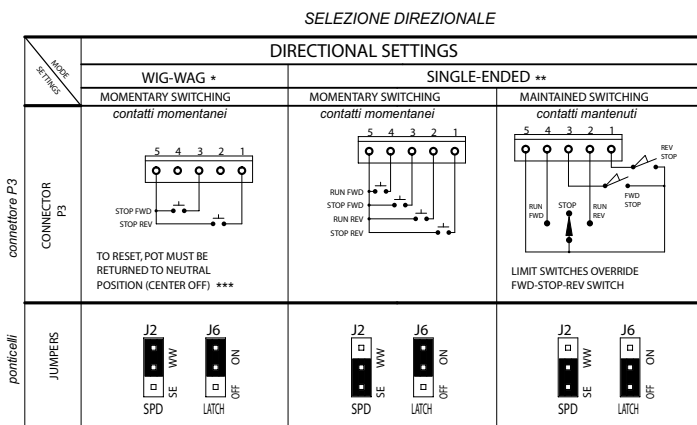 SELEZIONE DIREZIONALE
MODE
SETTINGS
DIRECTIONAL SETTINGS
WIG-WAG *
SINGLE-ENDED **
MOMENTARY SWITCHING
MOMENTARY SWITCHING
MAINTAINED SWITCHING
connettore P3
CONNECTOR
P3
contatti momentanei
5 4 3 2 1
STOP FWD
STOP REV
TO RESET, POT MUST BE
RETURNED TO NEUTRAL
POSITION (CENTER OFF) ***
contatti momentanei
5 4 3 2 1
RUN FWD
STOP FWD
RUN REV
STOP REV
contatti mantenuti
5 4 3 2 1
REV
STOP
FWD
STOP
RUN
FWD
STOP
RUN
REV
LIMIT SWITCHES OVERRIDE
FWD-STOP-REV SWITCH
ponticelli
JUMPERS
J2
WW
SE
SPD
J6
ON
OFF
LATCH
J2
WW
SE
SPD
J6
ON
OFF
LATCH
J2
WW
SE
SPD
J6
ON
OFF
LATCH